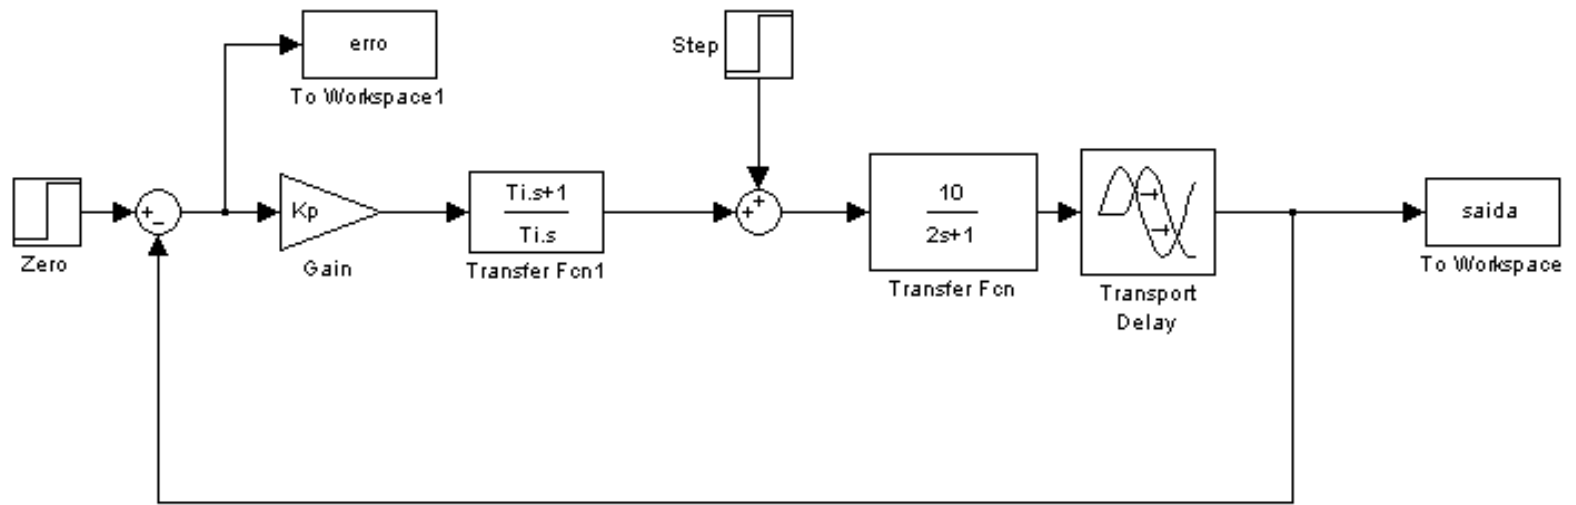 erro
To Workspace1
Step
Zero
+
−
Kp
Gain
Ti.s+1
Ti.s
Transfer Fcn1
+
+
10
2s+1
Transfer Fcn
Transport
Delay
saida
To Workspace